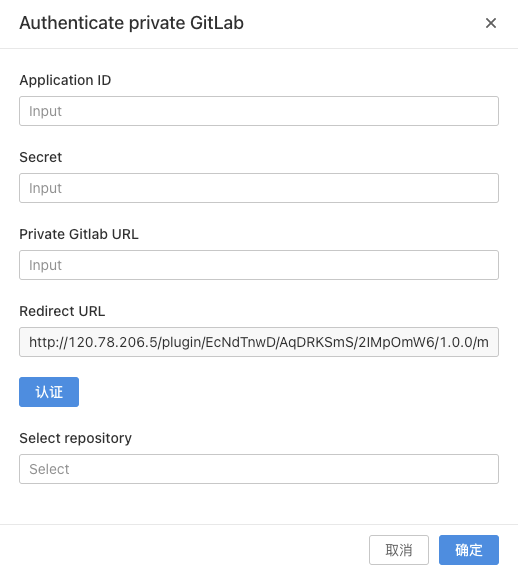 Authenticate private GitLab
Application ID
Input
Secret
Input
Private Gitlab URL
Input
Redirect URL
http://120.78.206.5/plugin/EcNdTnwD/AqDRKSmS/2IMpOmW6/1.0.0/m
认证
Select repository
Select
取消
确定